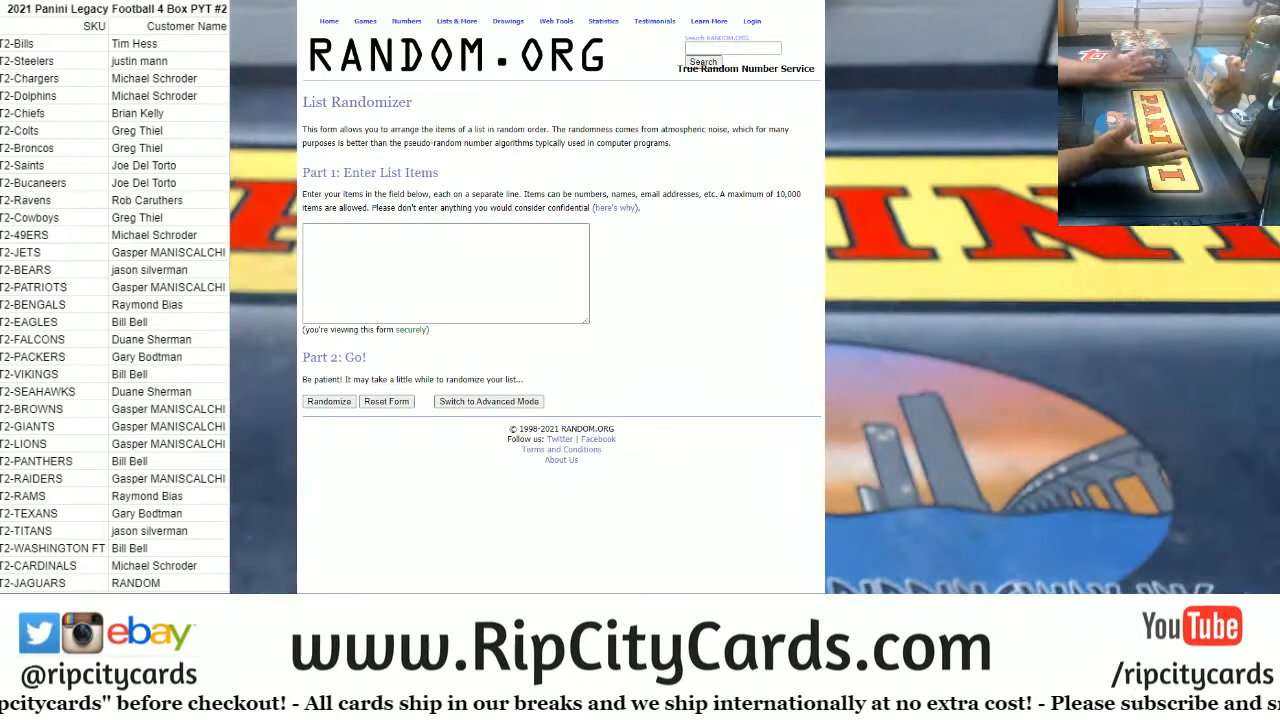 2021 Panini Legacy Football 4 Box PYT #2
SKU Customer Name
T2-Bills Tim Hess
T2-Steelers justin mann
T2-Chargers Michael Schroder
T2-Dolphins Michael Schroder
T2-Chiefs Brian Kelly
T2-Colts Greg Thiel
T2-Broncos Greg Thiel
T2-Saints Joe Del Torto
T2-Bucaneers Joe Del Torto
T2-Ravens Rob Caruthers
T2-Cowboys Greg Thiel
T2-49ERS Michael Schroder
T2-JETS Gasper MANISCALCHI
T2-BEARS jason silverman
T2-PATRIOTS Gasper MANISCALCHI
T2-BENGALS Raymond Bias
T2-EAGLES Bill Bell
T2-FALCONS Duane Sherman
T2-PACKERS Gary Bodtman
T2-VIKINGS Bill Bell
T2-SEAHAWKS Duane Sherman
T2-BROWNS Gasper MANISCALCHI
T2-GIANTS Gasper MANISCALCHI
T2-LIONS Gasper MANISCALCHI
T2-PANTHERS Bill Bell
T2-RAIDERS Gasper MANISCALCHI
T2-RAMS Raymond Bias
T2-TEXANS Gary Bodtman
T2-TITANS jason silverman
T2-WASHINGTON FT Bill Bell
T2-CARDINALS Michael Schroder
T2-JAGUARS RANDOM
Home Games Numbers Lists & More Drawings Web Tools Statistics Testimonials Learn More Login
RANDOM.ORG
Search RANDOM.ORG
Search
True Random Number Service
List Randomizer
This form allows you to arrange the items of a list in random order. The randomness comes from atmospheric noise, which for many
purposes is better than the pseudo-random number algorithms typically used in computer programs.
Part 1: Enter List Items
Enter your items in the field below, each on a separate line. Items can be numbers, names, email addresses, etc. A maximum of 10,000
items are allowed. Please don't enter anything you would consider confidential (here's why).
(you're viewing this form securely)
Part 2: Go!
Be patient! It may take a little while to randomize your list...
Randomize Reset Form Switch to Advanced Mode
© 1998-2021 RANDOM.ORG
Follow us: Twitter | Facebook
Terms and Conditions
About Us
PANINI
ebay
@ripcitycards
www.RipCityCards.com
YouTube
/ripcitycards
pcitycards" before checkout! - All cards ship in our breaks and we ship internationally at no extra cost! - Please subscribe and s